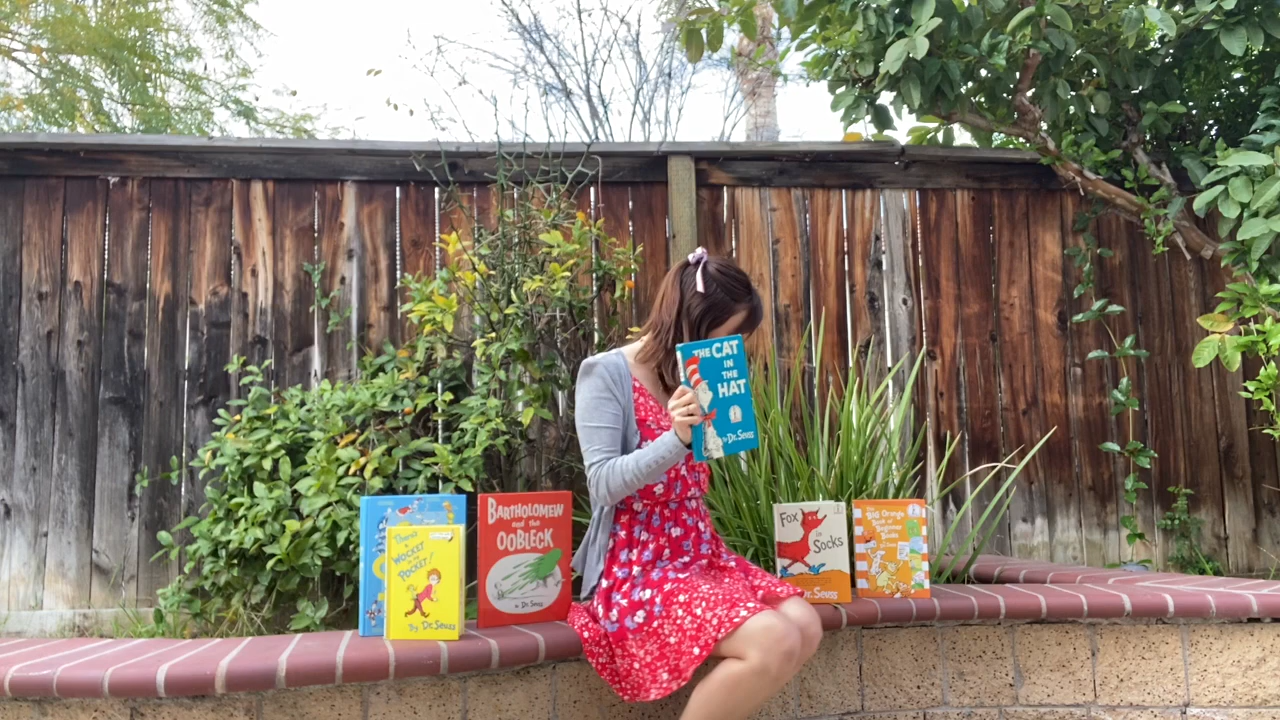 THE CAT
IN
THE
HAT
By Dr. Seuss
There's
a
WOCKET
in my
POCKET!
By Dr. Seuss
BARTHOLOMEW
and the
OOBLECK
By Dr. Seuss
Fox
in
Socks
Dr. Seuss
The
Big Orange
Book of
Beginner
Books